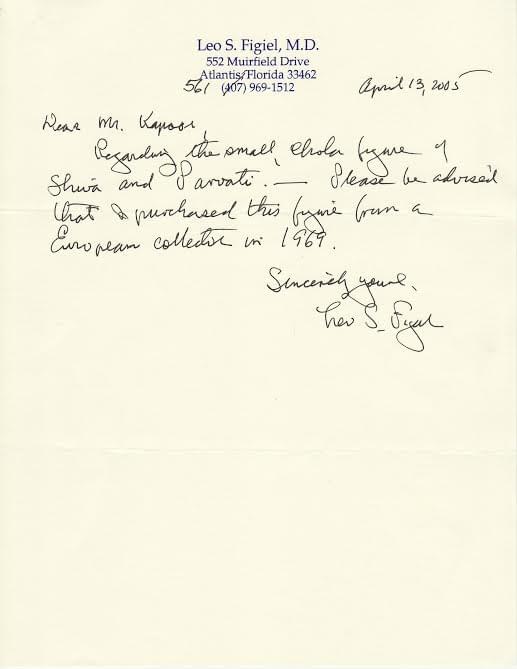 Leo S. Figiel, M.D.
552 Muirfield Drive
Atlantis/Florida 33462
561 (407) 969-1512
April 13, 2005
Dear Mr. Kapoor,
Regarding the small, Chola figure of
Shiva and Parvati. — Please be advised
that I purchased this figure from a
European collector in 1969.
Sincerely yours,
Leo S. Figiel